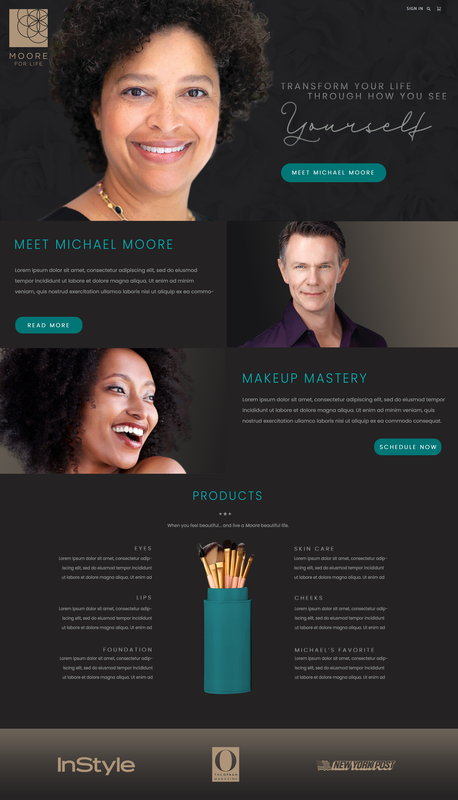 SIGN IN
MOORE
FOR LIFE
TRANSFORM YOUR LIFE
THROUGH HOW YOU SEE
Yourself
MEET MICHAEL MOORE
MEET MICHAEL MOORE
Lorem ipsum dolor sit amet, consectetur adipiscing elit, sed do eiusmod
tempor incididunt ut labore et dolore magna aliqua. Ut enim ad minim
veniam, quis nostrud exercitation ullamco laboris nisi ut aliquip ex ea commo-
READ MORE
MAKEUP MASTERY
Lorem ipsum dolor sit amet, consectetur adipiscing elit, sed do eiusmod tempor
incididunt ut labore et dolore magna aliqua. Ut enim ad minim veniam, quis
nostrud exercitation ullamco laboris nisi ut aliquip ex ea commodo consequat.
SCHEDULE NOW
PRODUCTS
When you feel beautiful... and live a Moore beautiful life.
EYES
Lorem ipsum dolor sit amet, consectetur adip-
iscing elit, sed do eiusmod tempor incididunt
ut labore et dolore magna aliqua. Ut enim ad
LIPS
Lorem ipsum dolor sit amet, consectetur adip-
iscing elit, sed do eiusmod tempor incididunt
ut labore et dolore magna aliqua. Ut enim ad
FOUNDATION
Lorem ipsum dolor sit amet, consectetur adip-
iscing elit, sed do eiusmod tempor incididunt
ut labore et dolore magna aliqua. Ut enim ad
SKIN CARE
Lorem ipsum dolor sit amet, consectetur adip-
iscing elit, sed do eiusmod tempor incididunt
ut labore et dolore magna aliqua. Ut enim ad
CHEEKS
Lorem ipsum dolor sit amet, consectetur adip-
iscing elit, sed do eiusmod tempor incididunt
ut labore et dolore magna aliqua. Ut enim ad
MICHAEL'S FAVORITE
Lorem ipsum dolor sit amet, consectetur adip-
iscing elit, sed do eiusmod tempor incididunt
ut labore et dolore magna aliqua. Ut enim ad
InStyle
O
THE OPRAH
MAGAZINE
NEW YORK POST